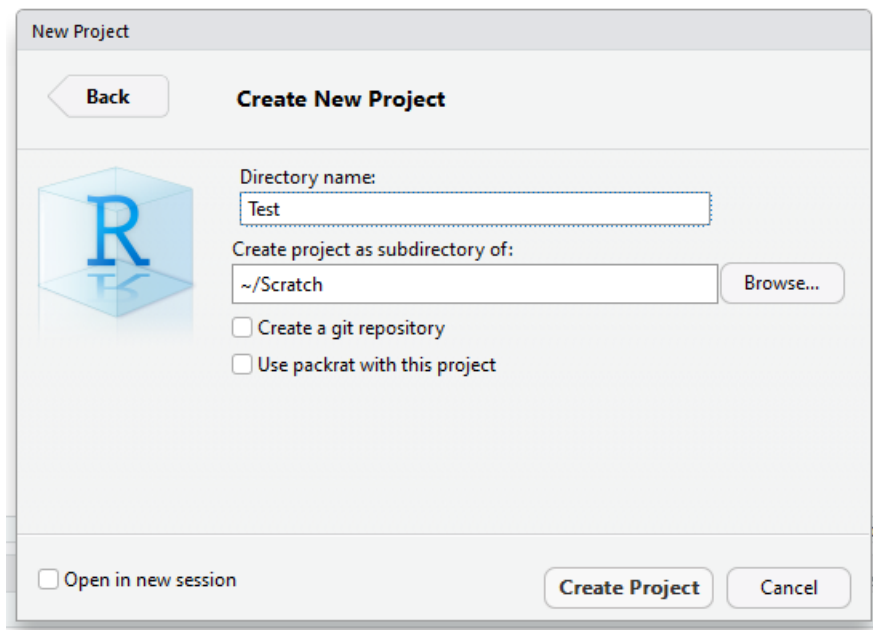 New Project
Back
Create New Project
R
Directory name:
Test
Create project as subdirectory of:
~/Scratch
Browse...
Create a git repository
Use packrat with this project
Open in new session
Create Project
Cancel